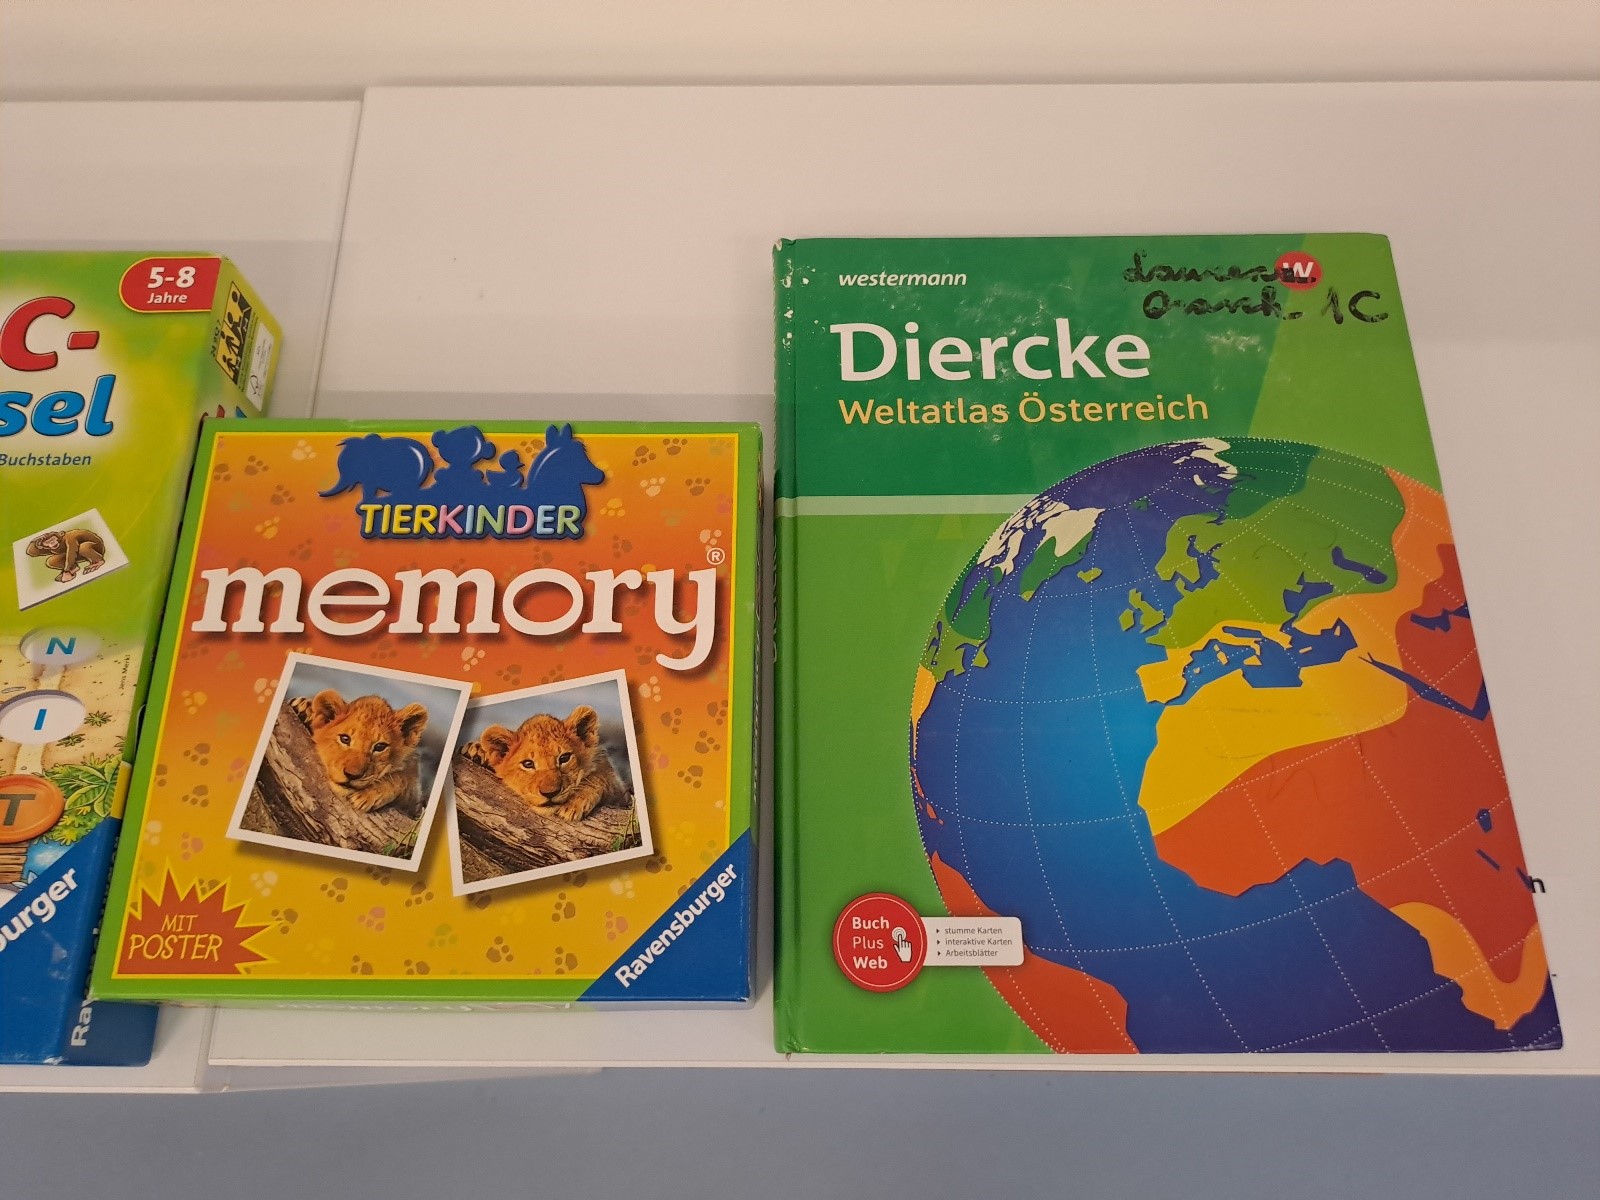 5-8
Jahre
C-
sel
Buchstaben
N
I
T
TIERKINDER
memory®
MIT
POSTER
Ravensburger
westermann
W
1C
Diercke
Weltatlas Österreich
Buch
Plus
Web
stumme Karten
interaktive Karten
Arbeitsblätter